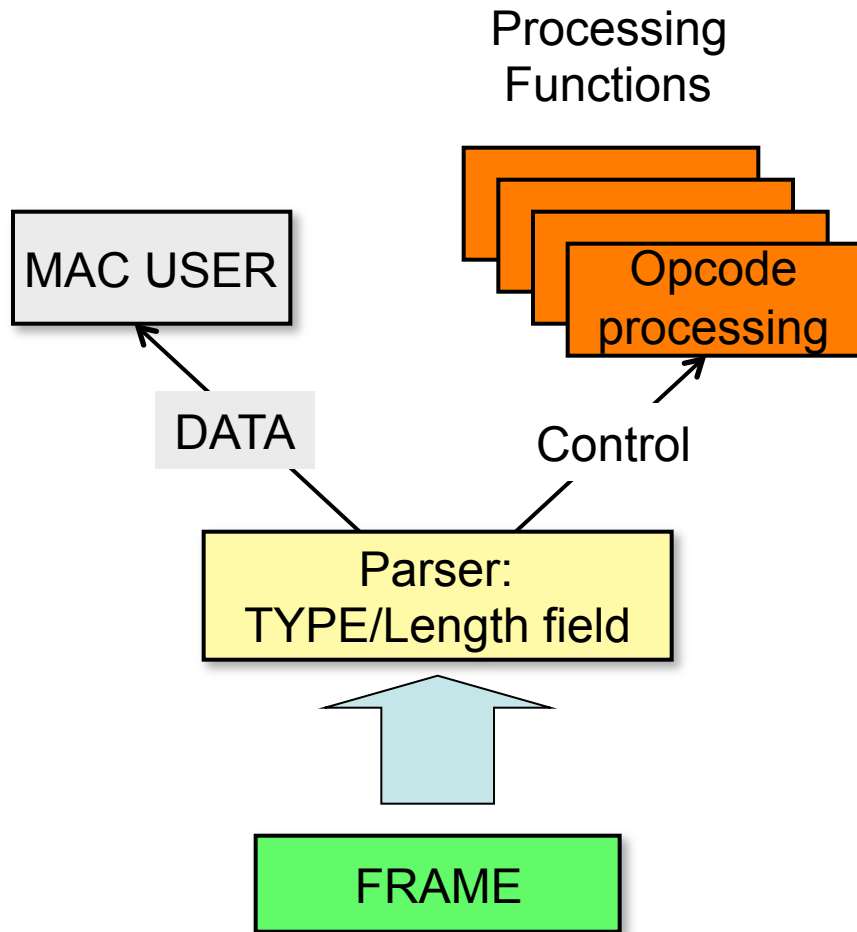 Processing
Functions
MAC USER
Opcode
processing
DATA
Control
Parser:
TYPE/Length field
FRAME